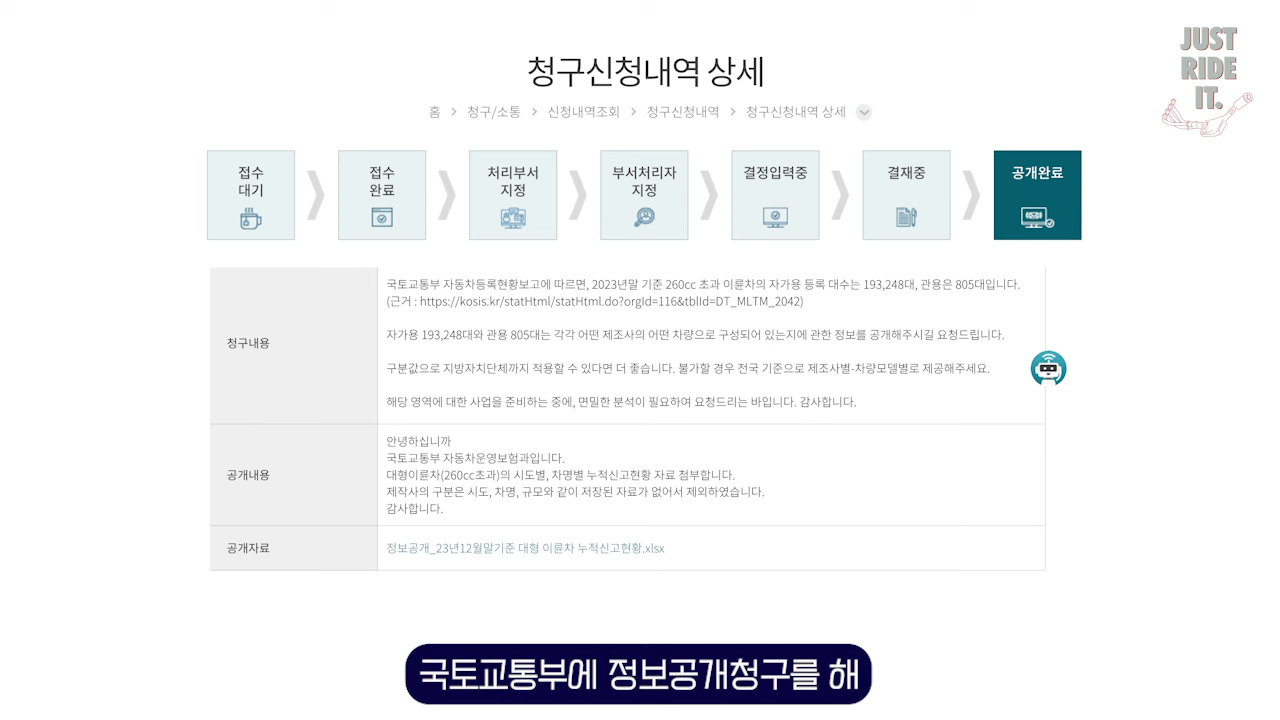 JUST
RIDE
IT.
청구신청내역 상세
홈 > 청구/소통 > 신청내역조회 > 청구신청내역 > 청구신청내역 상세
접수
대기
접수
완료
처리부서
지정
부서처리자
지정
결정입력중
결재중
공개완료
청구내용
국토교통부 자동차등록현황보고에 따르면, 2023년말 기준 260cc 초과 이륜차의 자가용 등록 대수는 193,248대, 관용은 805대입니다.
(근거 : https://kosis.kr/statHtml/statHtml.do?orgId=116&tblId=DT_MLTM_2042)
자가용 193,248대와 관용 805대는 각각 어떤 제조사의 어떤 차량으로 구성되어 있는지에 관한 정보를 공개해주시길 요청드립니다.
구분값으로 지방자치단체까지 적용할 수 있다면 더 좋습니다. 불가할 경우 전국 기준으로 제조사별-차량모델별로 제공해주세요.
해당 영역에 대한 사업을 준비하는 중에, 면밀한 분석이 필요하여 요청드리는 바입니다. 감사합니다.
공개내용
안녕하십니까
국토교통부 자동차운영보험과입니다.
대형이륜차(260cc초과)의 시도별, 차명별 누적신고현황 자료 첨부합니다.
제작사의 구분은 시도, 차명, 규모와 같이 저장된 자료가 없어서 제외하였습니다.
감사합니다.
공개자료
정보공개_23년12월말기준 대형 이륜차 누적신고현황.xlsx
국토교통부에 정보공개청구를 해